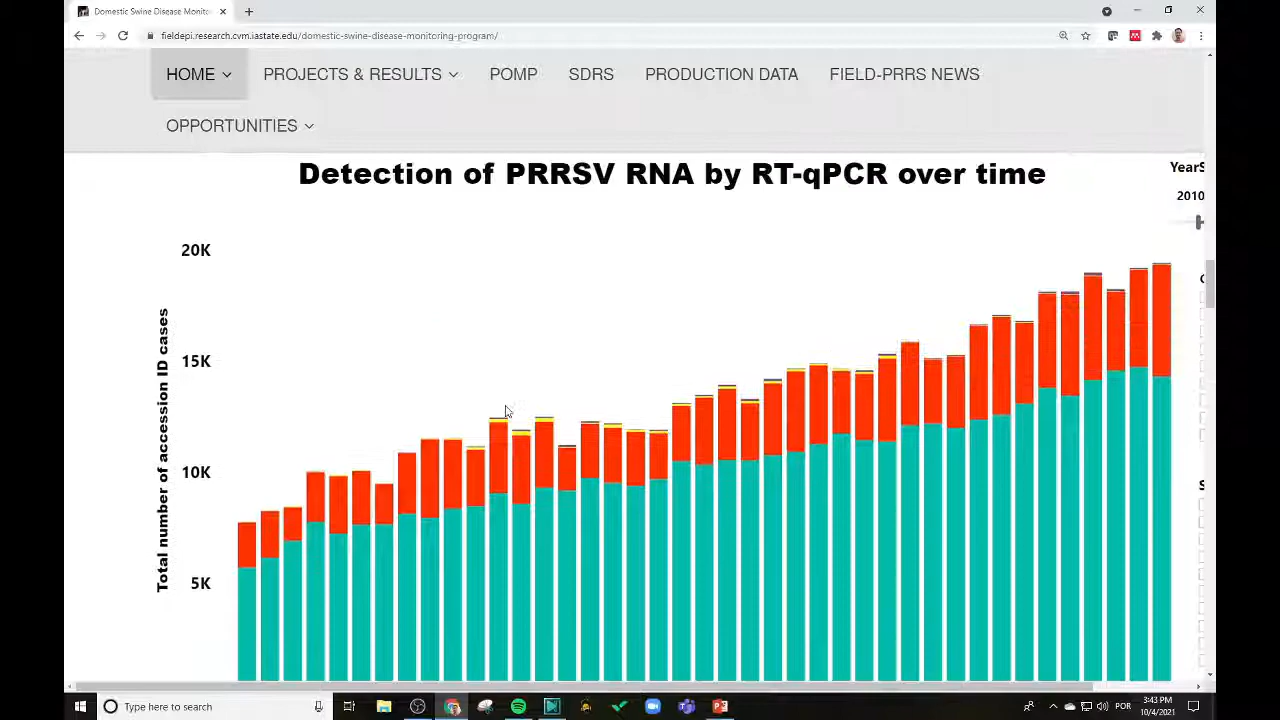 Domestic Swine Disease Monito
fieldepi.research.cvm.iastate.edu/domestic-swine-disease-monitoring-program/
HOME PROJECTS & RESULTS POMP SDRS PRODUCTION DATA FIELD-PRRS NEWS
OPPORTUNITIES
Detection of PRRSV RNA by RT-qPCR over time
YearS
2010
20K
15K
10K
5K
Total number of accession ID cases
Type here to search
POR
3:43 PM
10/4/2021